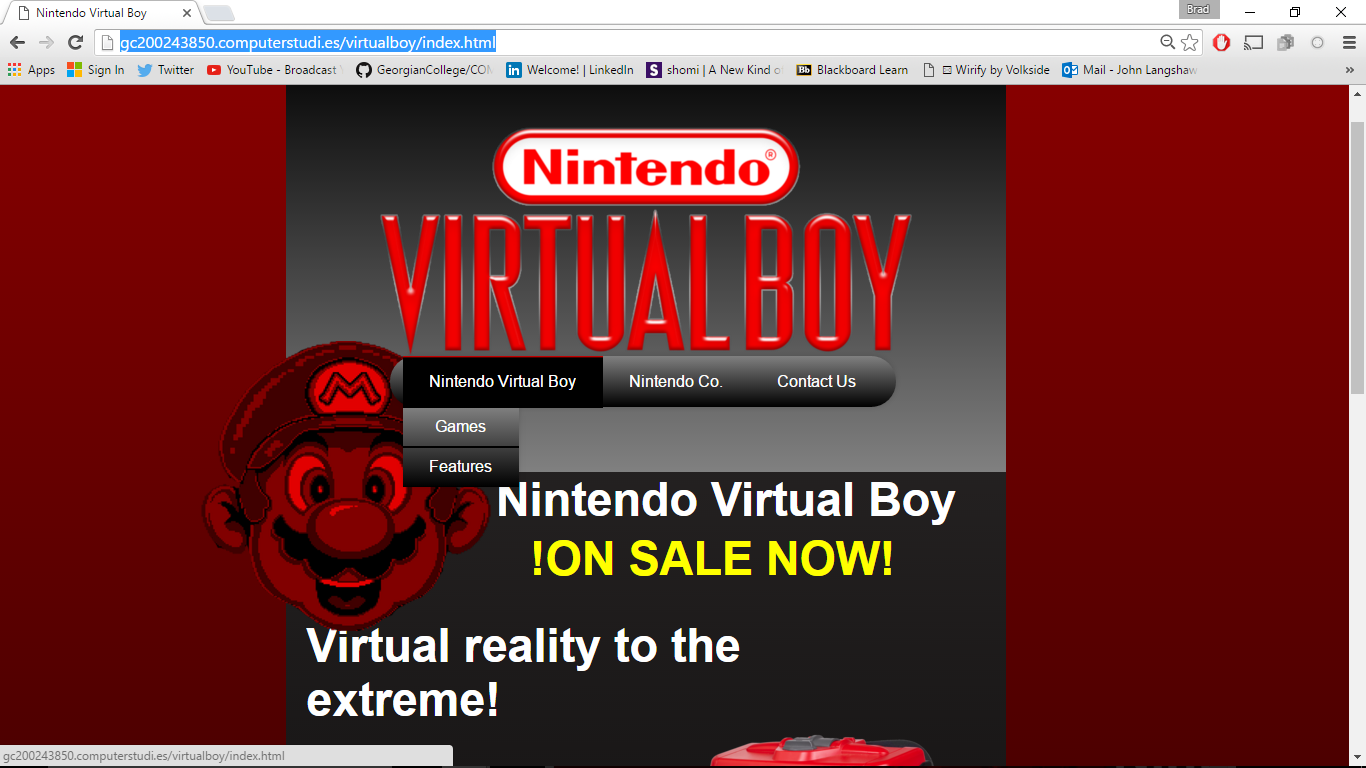 Nintendo Virtual Boy
Brad
gc200243850.computerstudi.es/virtualboy/index.html
Apps Sign In Twitter YouTube - Broadcast GeorgianCollege/COM Welcome! | LinkedIn shomi | A New Kind o Blackboard Learn Wirify by Volkside Mail - John Langshaw »
Nintendo®
VIRTUAL BOY
M
Nintendo Virtual Boy Nintendo Co. Contact Us
Games
Features
Nintendo Virtual Boy
!ON SALE NOW!
Virtual reality to the
extreme!
gc200243850.computerstudi.es/virtualboy/index.html